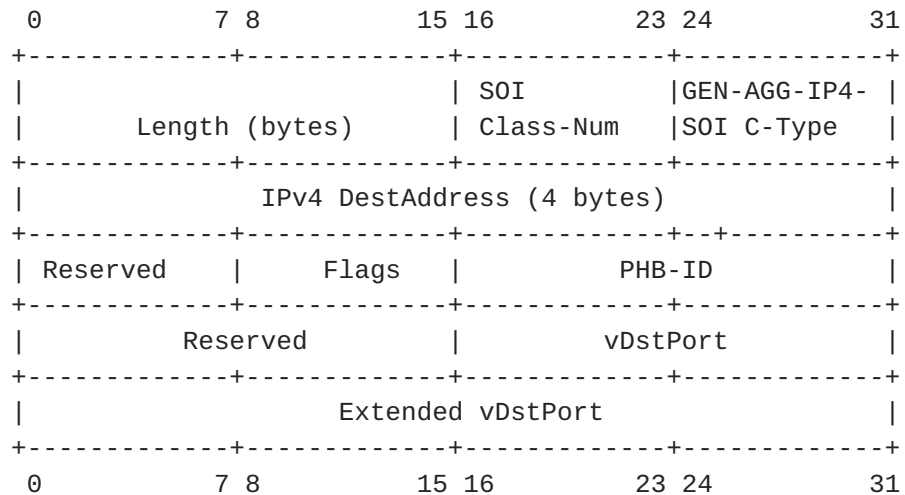 0           7 8          15 16         23 24         31
+-------------+-------------+-------------+-------------+
|                           | SOI         |GEN-AGG-IP4- |
|       Length (bytes)      | Class-Num   |SOI C-Type   |
+-------------+-------------+-------------+-------------+
|               IPv4 DestAddress (4 bytes)              |
+-------------+-------------+-------------+--+----------+
| Reserved    |     Flags   |          PHB-ID           |
+-------------+-------------+-------------+-------------+
|          Reserved         |         vDstPort          |
+-------------+-------------+-------------+-------------+
|                    Extended vDstPort                  |
+-------------+-------------+-------------+-------------+
 0           7 8          15 16         23 24         31